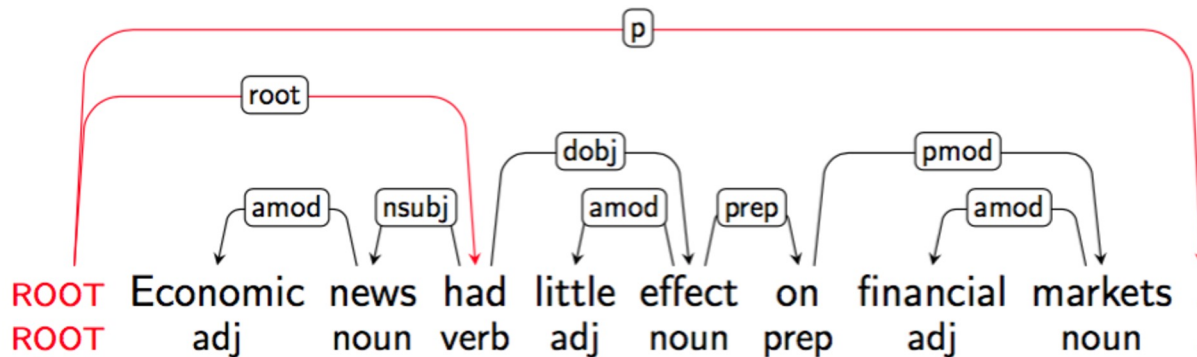 p
root
dobj pmod
amod nsubj amod prep amod
ROOT Economic news had little effect on financial markets
ROOT adj noun verb adj noun prep adj noun